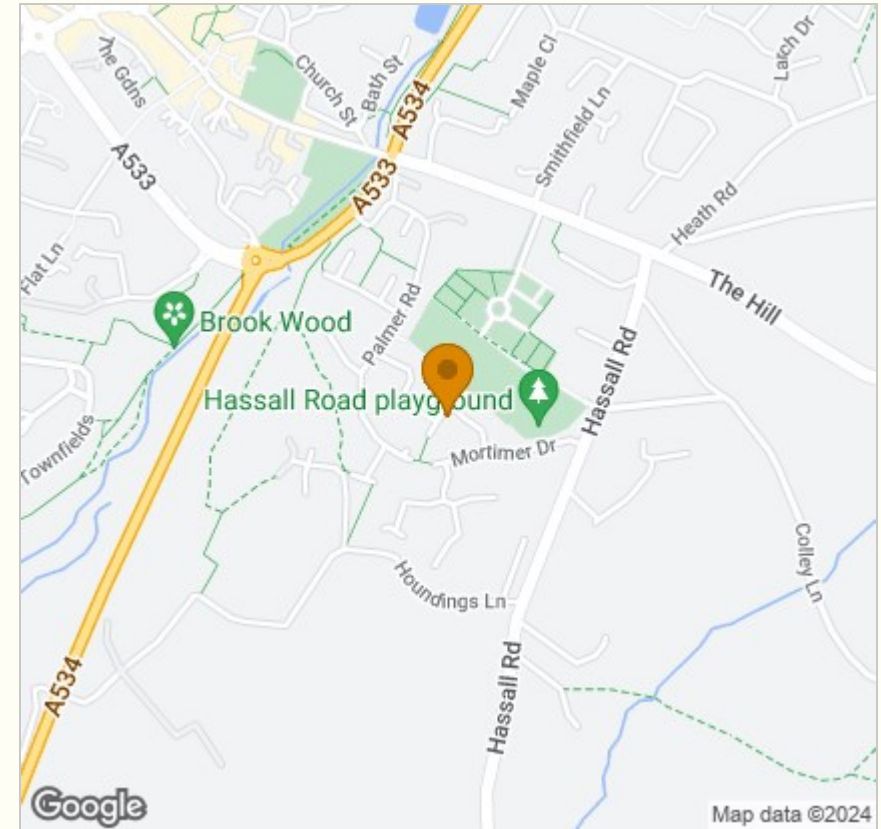 The Gdns
Church St
Bath St
A534
Maple Cl
Larch Dr
Smithfield Ln
A533
A533
Heath Rd
Flat Ln
The Hill
Brook Wood
Palmer Rd
Hassall Road playground
Hassall Rd
Townfields
Mortimer Dr
Colley Ln
Houndings Ln
A534
Hassall Rd
Google
Map data ©2024